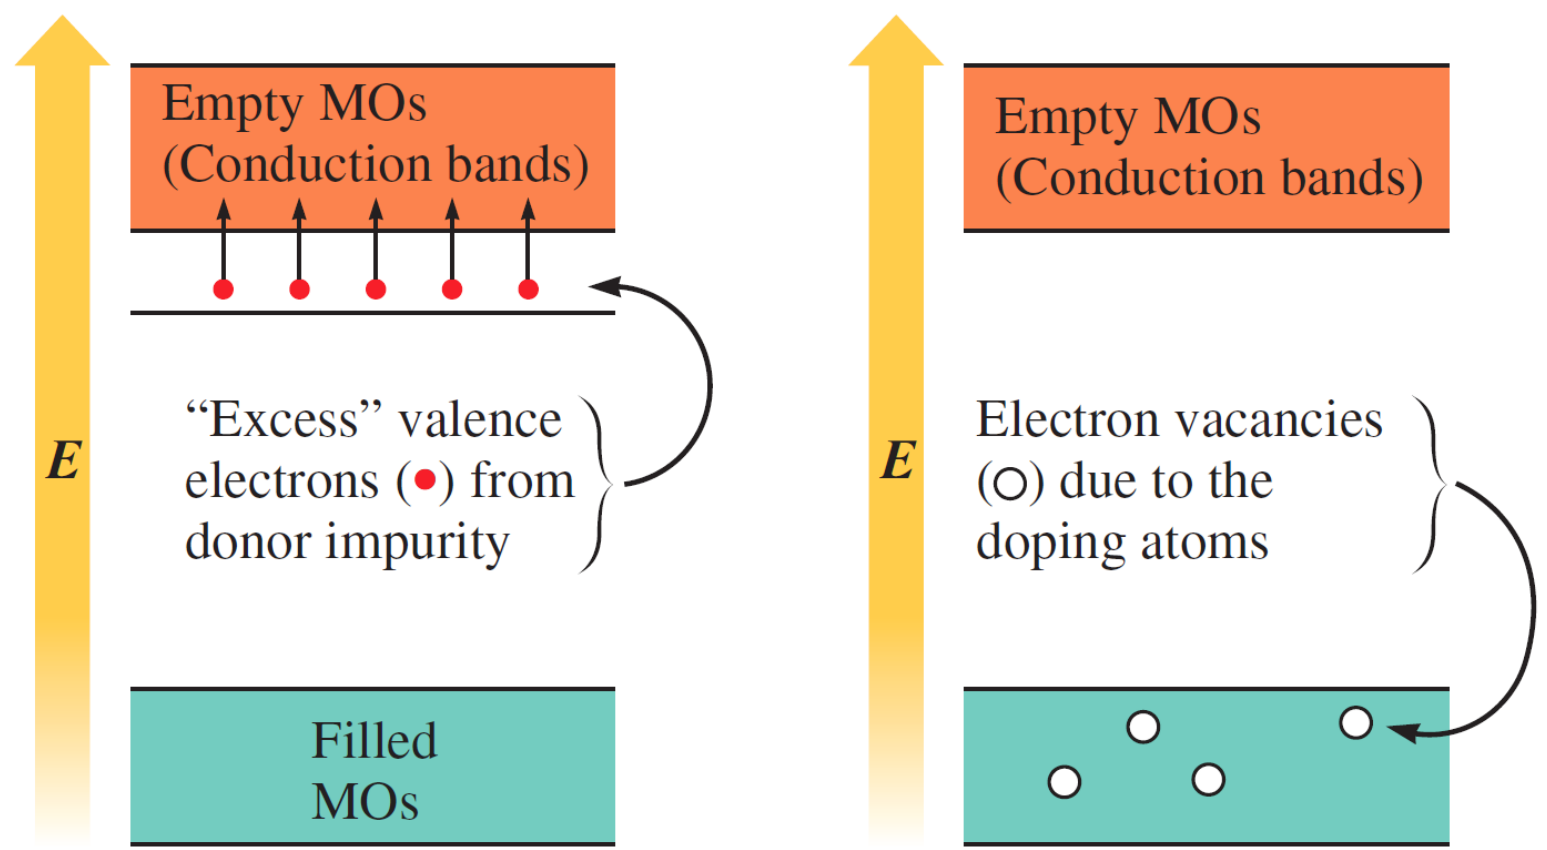 Empty MOs
(Conduction bands)
E
“Excess” valence
electrons (•) from
donor impurity
Filled
MOs
Empty MOs
(Conduction bands)
E
Electron vacancies
(○) due to the
doping atoms